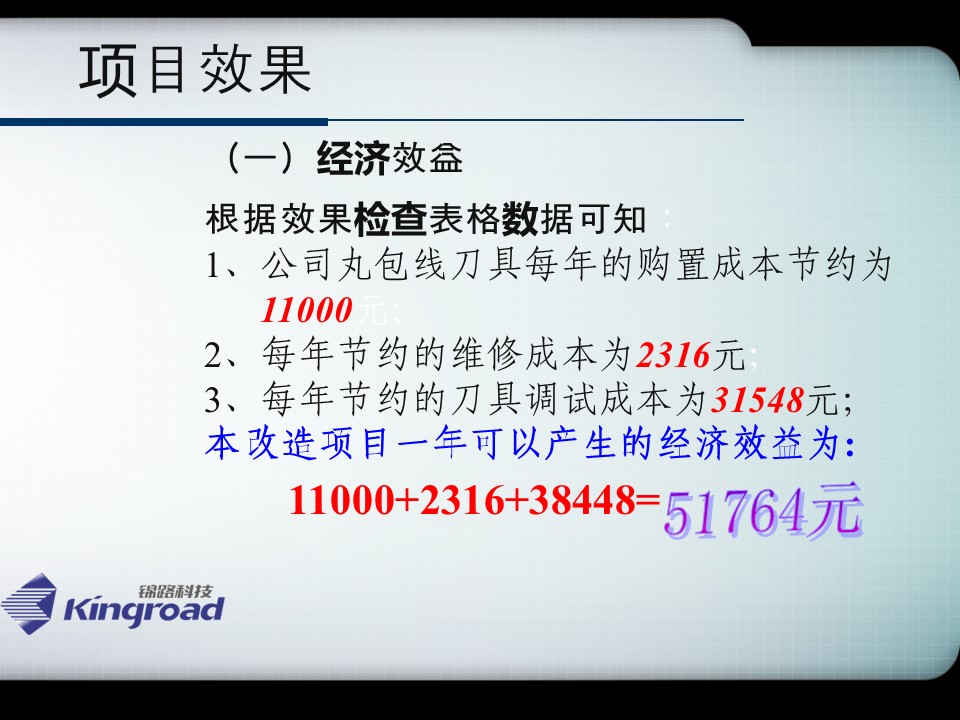 项目效果
（一）经济效益
根据效果检查表格数据可知：
1、公司丸包线刀具每年的购置成本节约为
11000元;
2、每年节约的维修成本为2316元;
3、每年节约的刀具调试成本为31548元;
本改造项目一年可以产生的经济效益为：
11000+2316+38448=51764元
锦路科技
Kingroad